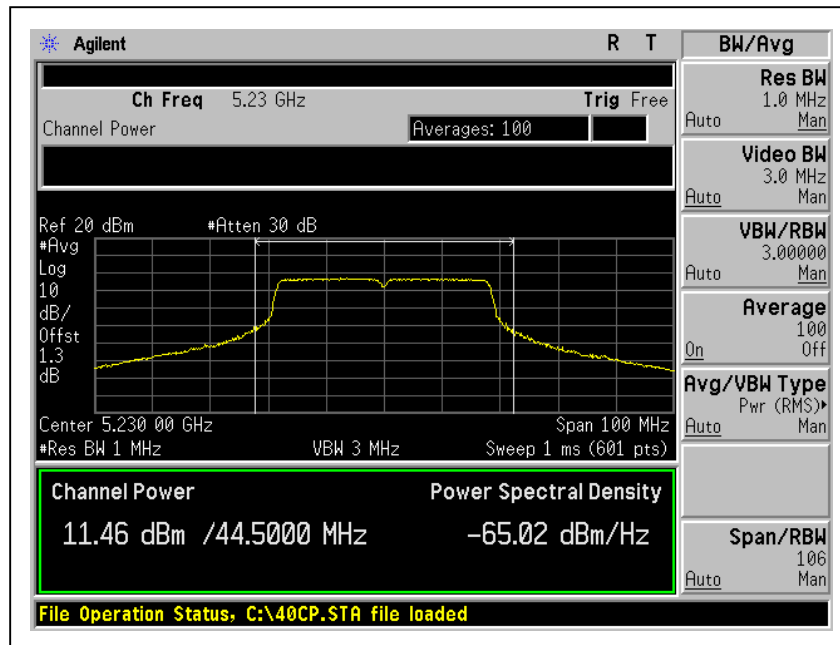 Agilent R T
Ch Freq 5.23 GHz Trig Free
Channel Power Averages: 100
Ref 20 dBm #Atten 30 dB
#Avg
Log
10
dB/
Offst
1.3
dB
Center 5.230 00 GHz Span 100 MHz
#Res BW 1 MHz VBW 3 MHz Sweep 1 ms (601 pts)
Channel Power Power Spectral Density
11.46 dBm /44.5000 MHz -65.02 dBm/Hz
File Operation Status, C:\40CP.STA file loaded
BW/Avg
Res BW
1.0 MHz
Auto Man
Video BW
3.0 MHz
Auto Man
VBW/RBW
3.00000
Auto Man
Average
100
On Off
Avg/VBW Type
Pwr (RMS)▸
Auto Man
Span/RBW
106
Auto Man